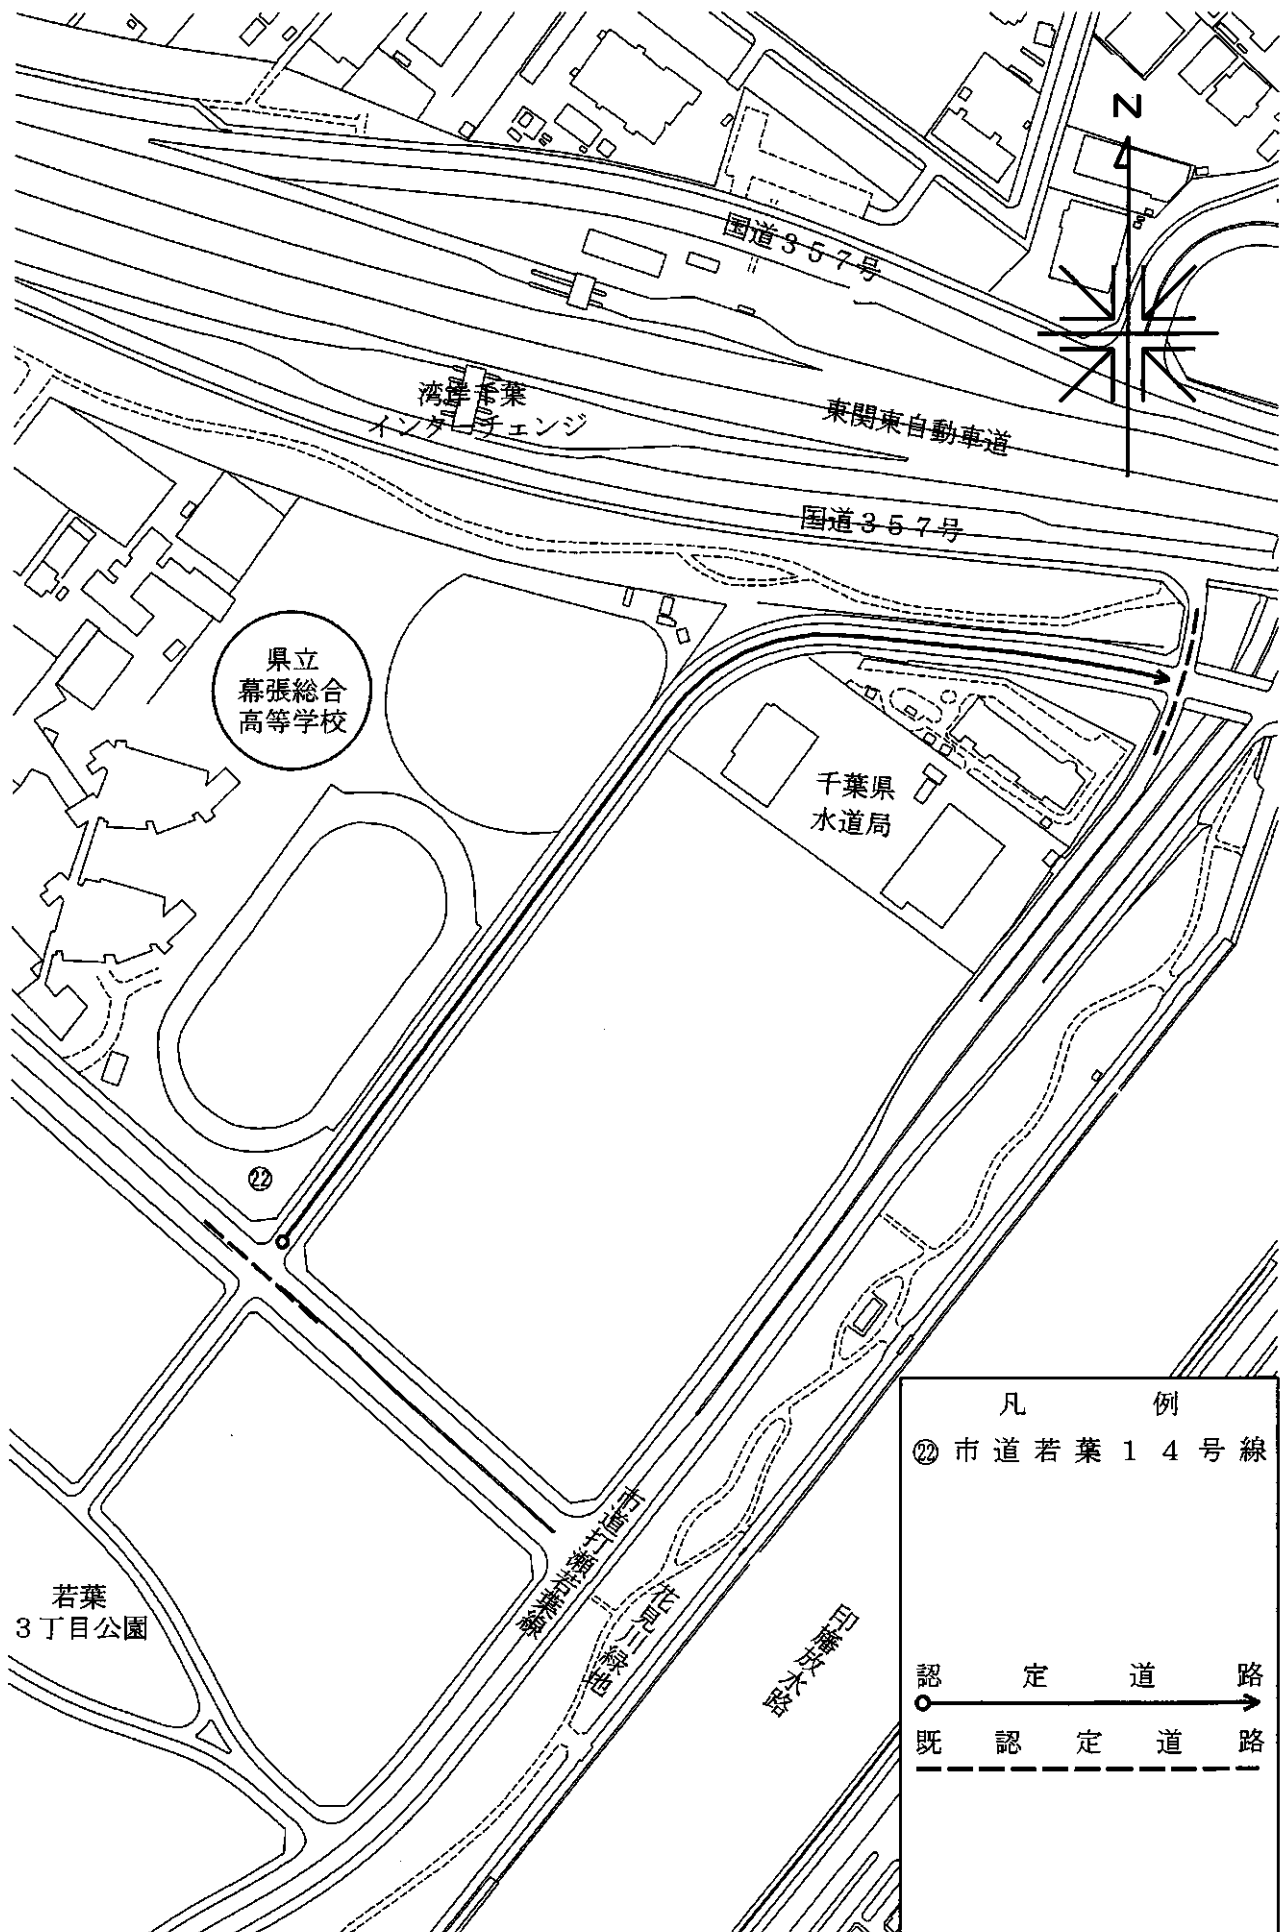 N
国道３５７号
湾岸千葉
インターチェンジ
東関東自動車道
国道３５７号
県立
幕張総合
高等学校
千葉県
水道局
㉒
市道打瀬若葉線
花見川緑地
印旛放水路
若葉
３丁目公園
凡例
㉒ 市道若葉１４号線
認定道路
既認定道路